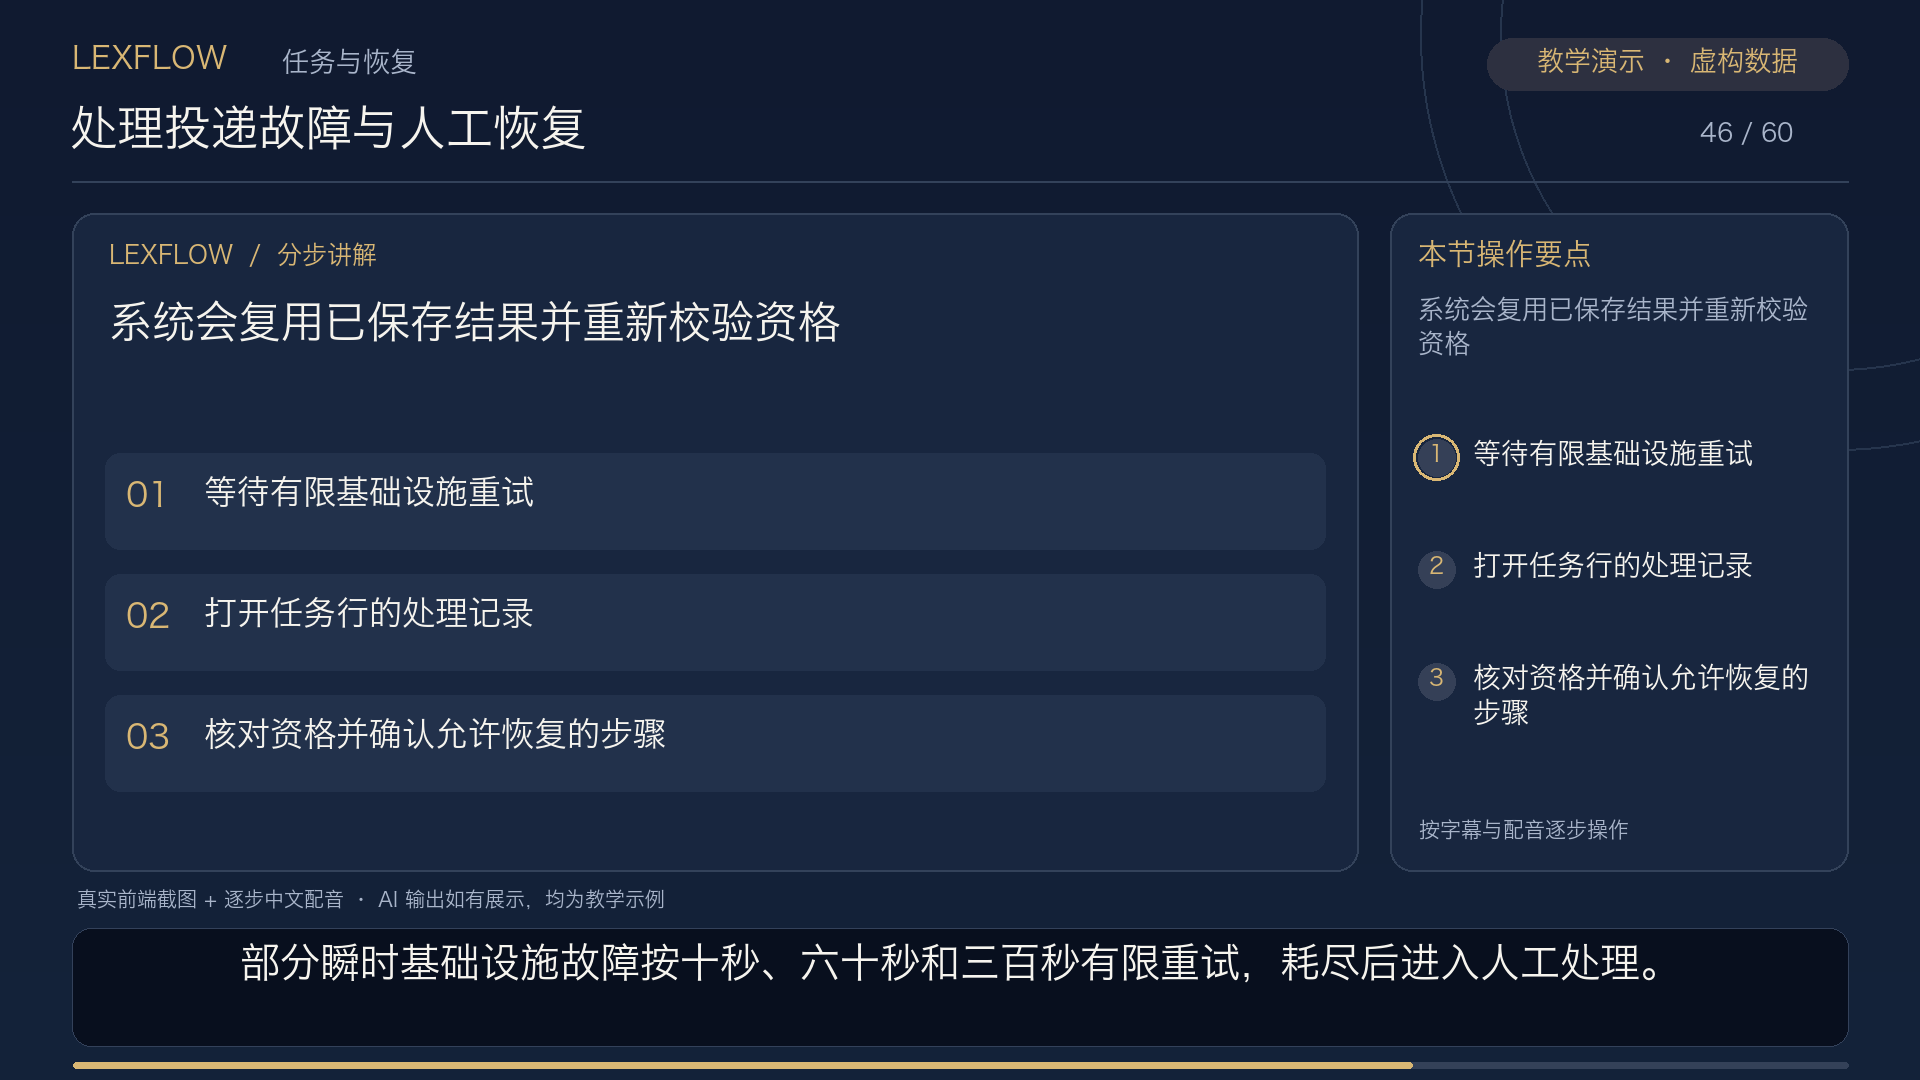 LEXFLOW 任务与恢复
教学演示 · 虚构数据
处理投递故障与人工恢复
46 / 60
LEXFLOW / 分步讲解
系统会复用已保存结果并重新校验资格
01 等待有限基础设施重试
02 打开任务行的处理记录
03 核对资格并确认允许恢复的步骤
本节操作要点
系统会复用已保存结果并重新校验
资格
1 等待有限基础设施重试
2 打开任务行的处理记录
3 核对资格并确认允许恢复的
步骤
按字幕与配音逐步操作
真实前端截图 + 逐步中文配音 · AI 输出如有展示，均为教学示例
部分瞬时基础设施故障按十秒、六十秒和三百秒有限重试，耗尽后进入人工处理。